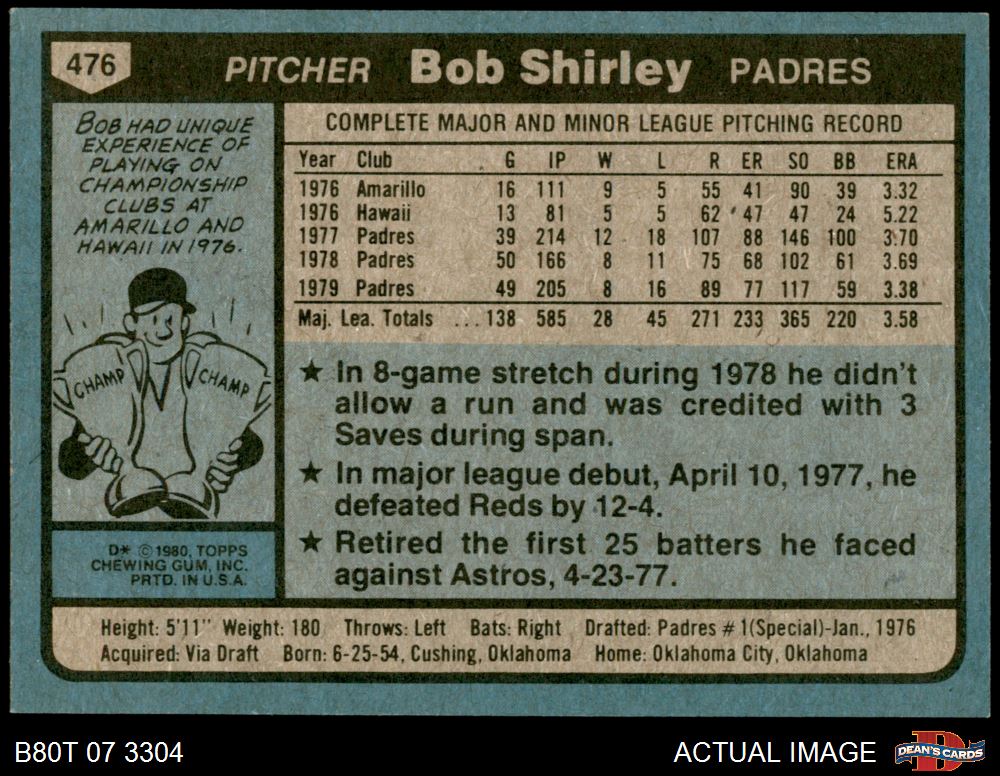 476
PITCHER Bob Shirley PADRES
BOB HAD UNIQUE
EXPERIENCE OF
PLAYING ON
CHAMPIONSHIP
CLUBS AT
AMARILLO AND
HAWAII IN 1976.
CHAMP CHAMP
D* © 1980, TOPPS
CHEWING GUM, INC.
PRTD. IN U.S.A.
COMPLETE MAJOR AND MINOR LEAGUE PITCHING RECORD
Year Club G IP W L R ER SO BB ERA
1976 Amarillo 16 111 9 5 55 41 90 39 3.32
1976 Hawaii 13 81 5 5 62 47 47 24 5.22
1977 Padres 39 214 12 18 107 88 146 100 3.70
1978 Padres 50 166 8 11 75 68 102 61 3.69
1979 Padres 49 205 8 16 89 77 117 59 3.38
Maj. Lea. Totals ... 138 585 28 45 271 233 365 220 3.58
★ In 8-game stretch during 1978 he didn't
allow a run and was credited with 3
Saves during span.
★ In major league debut, April 10, 1977, he
defeated Reds by 12-4.
★ Retired the first 25 batters he faced
against Astros, 4-23-77.
Height: 5'11" Weight: 180 Throws: Left Bats: Right Drafted: Padres #1(Special)-Jan., 1976
Acquired: Via Draft Born: 6-25-54, Cushing, Oklahoma Home: Oklahoma City, Oklahoma
B80T 07 3304
ACTUAL IMAGE
D
DEAN'S CARDS